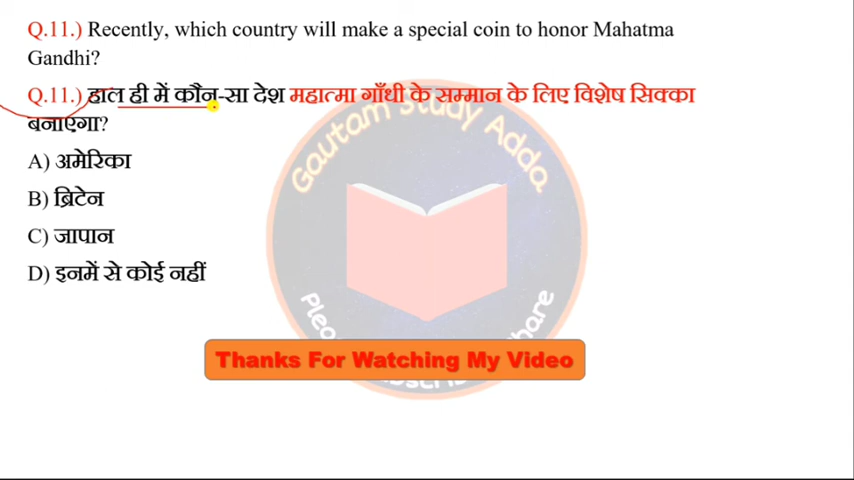 Q.11.) Recently, which country will make a special coin to honor Mahatma
Gandhi?
Q.11.) हाल ही में कौन-सा देश महात्मा गाँधी के सम्मान के लिए विशेष सिक्का
बनाएगा?
Gautam Study Adda
A) अमेरिका
B) ब्रिटेन
C) जापान
D) इनमें से कोई नहीं
Thanks For Watching My Video